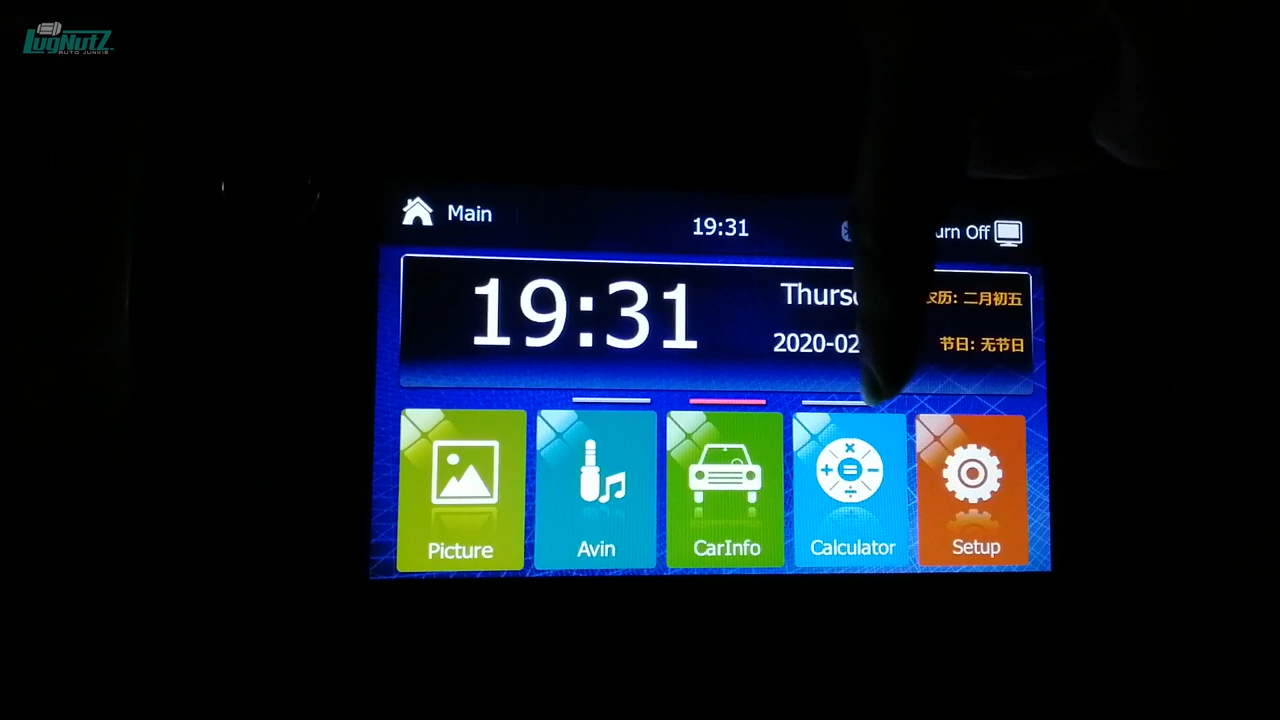 LugNutZ
AUTO JUNKIE
Main
19:31
urn Off
19:31
Thurs
2020-02
农历: 二月初五
节日: 无节日
Picture
Avin
CarInfo
Calculator
Setup